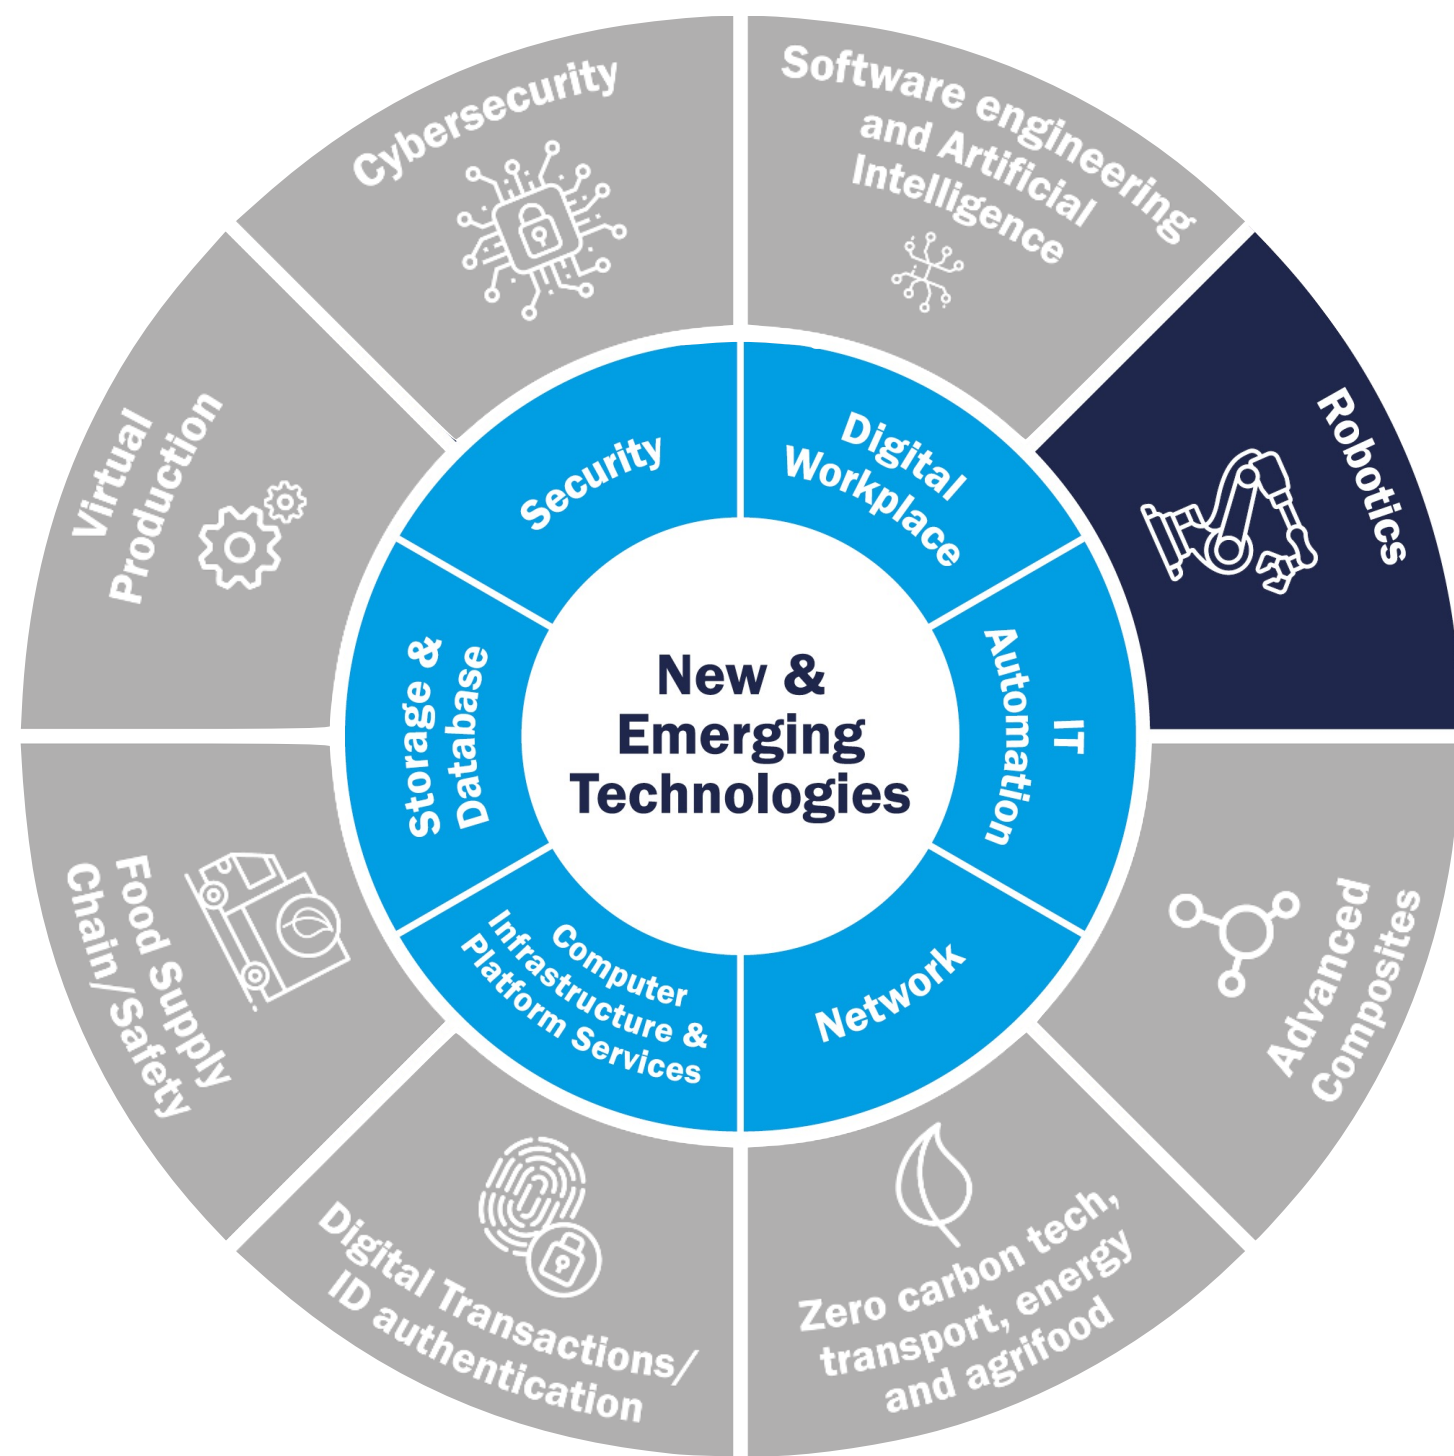 Cybersecurity
Software engineering
and Artificial
Intelligence
Robotics
Advanced
Composites
Zero carbon tech,
transport, energy
and agrifood
Digital Transactions/
ID authentication
Food Supply
Chain/Safety
Virtual
Production
Security
Digital
Workplace
IT
Automation
Network
Computer
Infrastructure &
Platform Services
Storage &
Database
New &
Emerging
Technologies